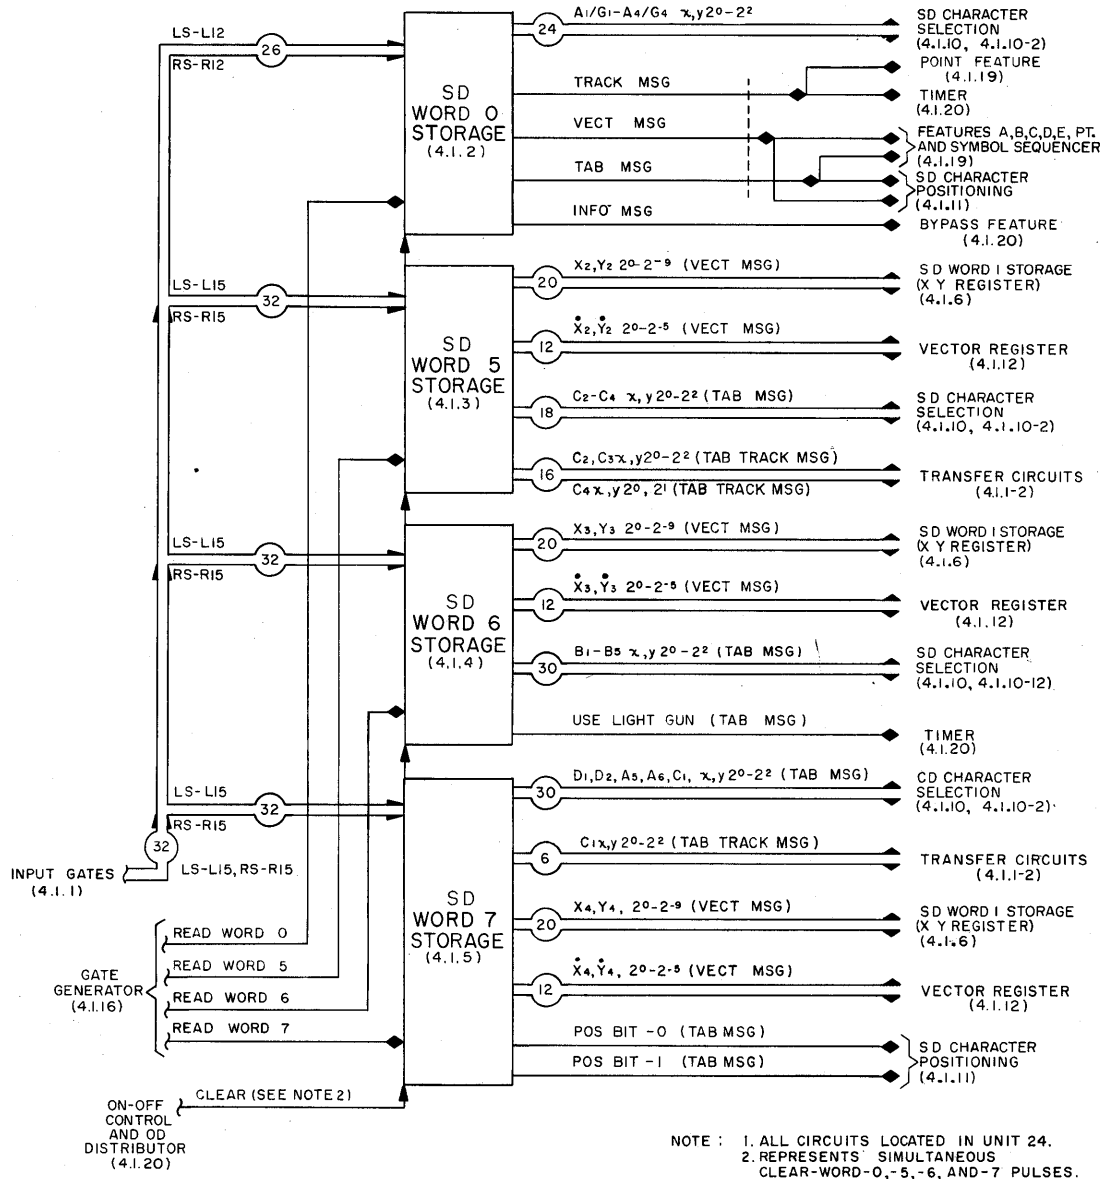 LS-L12
26
RS-R12
SD
WORD 0
STORAGE
(4.1.2)
24
A1/G1-A4/G4 x,y 2⁰-2²
SD CHARACTER
SELECTION
(4.1.10, 4.1.10-2)
POINT FEATURE
(4.1.19)
TRACK MSG
TIMER
(4.1.20)
VECT MSG
FEATURES A,B,C,D,E, PT.
AND SYMBOL SEQUENCER
(4.1.19)
TAB MSG
SD CHARACTER
POSITIONING
(4.1.11)
INFO MSG
BYPASS FEATURE
(4.1.20)
LS-L15
32
RS-R15
SD
WORD 5
STORAGE
(4.1.3)
X2,Y2 2⁰-2⁻⁹ (VECT MSG)
20
SD WORD 1 STORAGE
(X Y REGISTER)
(4.1.6)
Ẋ2,Ẏ2 2⁰-2⁻⁵ (VECT MSG)
12
VECTOR REGISTER
(4.1.12)
C2-C4 x,y 2⁰-2² (TAB MSG)
18
SD CHARACTER
SELECTION
(4.1.10, 4.1.10-2)
C2,C3x,y2⁰-2² (TAB TRACK MSG)
16
C4x,y2⁰, 2¹ (TAB TRACK MSG)
TRANSFER CIRCUITS
(4.1.1-2)
LS-L15
32
RS-R15
SD
WORD 6
STORAGE
(4.1.4)
X3,Y3 2⁰-2⁻⁹ (VECT MSG)
20
SD WORD 1 STORAGE
(X Y REGISTER)
(4.1.6)
Ẋ3,Ẏ3 2⁰-2⁻⁵ (VECT MSG)
12
VECTOR REGISTER
(4.1.12)
B1-B5 x,y 2⁰-2² (TAB MSG)
30
SD CHARACTER
SELECTION
(4.1.10, 4.1.10-12)
USE LIGHT GUN (TAB MSG)
TIMER
(4.1.20)
LS-L15
32
RS-R15
SD
WORD 7
STORAGE
(4.1.5)
D1,D2,A5,A6,C1, x,y2⁰-2² (TAB MSG)
30
CD CHARACTER
SELECTION
(4.1.10, 4.1.10-2)
C1x,y2⁰-2² (TAB TRACK MSG)
6
TRANSFER CIRCUITS
(4.1.1-2)
X4,Y4, 2⁰-2⁻⁹ (VECT MSG)
20
SD WORD 1 STORAGE
(X Y REGISTER)
(4.1.6)
Ẋ4,Ẏ4, 2⁰-2⁻⁵ (VECT MSG)
12
VECTOR REGISTER
(4.1.12)
POS BIT -0 (TAB MSG)
POS BIT -1 (TAB MSG)
SD CHARACTER
POSITIONING
(4.1.11)
32
INPUT GATES
(4.1.1)
LS-L15, RS-R15
GATE
GENERATOR
(4.1.16)
READ WORD 0
READ WORD 5
READ WORD 6
READ WORD 7
CLEAR (SEE NOTE 2)
ON-OFF
CONTROL
AND OD
DISTRIBUTOR
(4.1.20)
NOTE : 1. ALL CIRCUITS LOCATED IN UNIT 24.
2. REPRESENTS SIMULTANEOUS
CLEAR-WORD-0,-5,-6, AND-7 PULSES.